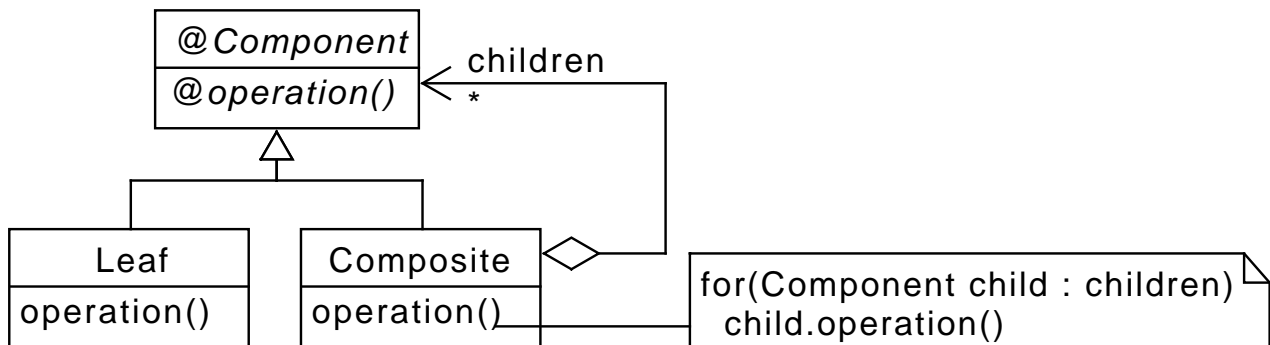 @Component
@operation()
children
*
Leaf
operation()
Composite
operation()
for(Component child : children)
child.operation()